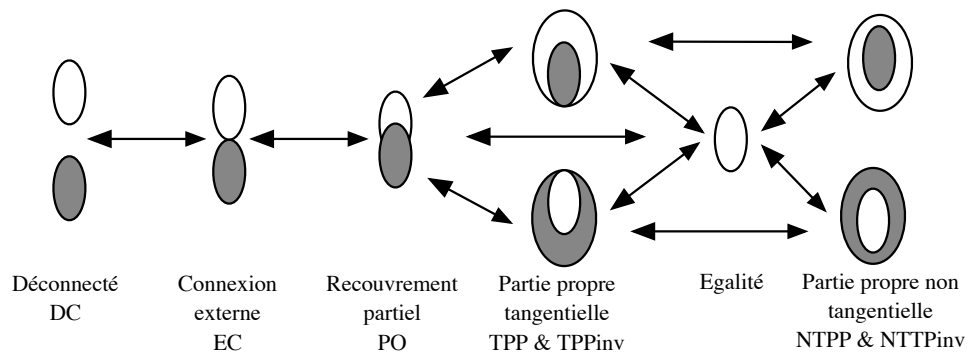 Déconnecté
DC
Connexion
externe
EC
Recouvrement
partiel
PO
Partie propre
tangentielle
TPP & TPPinv
Egalité
Partie propre non
tangentielle
NTPP & NTTPinv